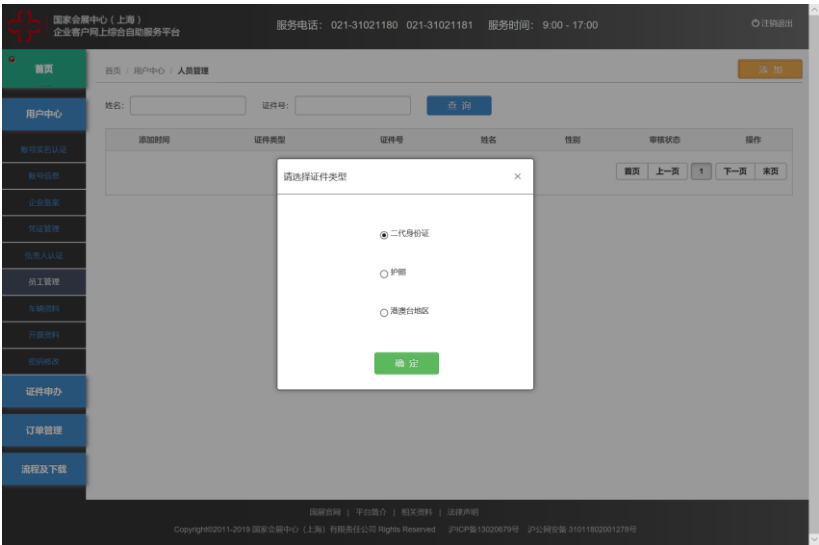 国家会展中心（上海）
企业客户网上综合自助服务平台
服务电话： 021-31021180 021-31021181 服务时间： 9:00 - 17:00
注销退出
首页
用户中心
账号实名认证
账号信息
企业备案
凭证管理
负责人认证
员工管理
车辆资料
开票资料
密码修改
证件申办
订单管理
流程及下载
首页 / 用户中心 / 人员管理
添 加
姓名：
证件号：
查 询
添加时间 证件类型 证件号 姓名 性别 审核状态 操作
首页 上一页 1 下一页 末页
请选择证件类型 ×
二代身份证
护照
港澳台地区
确 定
国展官网 | 平台简介 | 相关资料 | 法律声明
Copyright©2011-2019 国家会展中心（上海）有限责任公司 Rights Reserved 沪ICP备13020879号 沪公网安备 31011802001278号